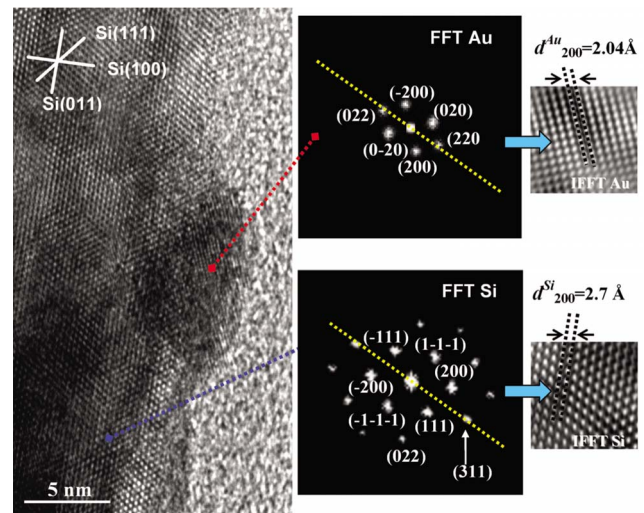 Si(111)
Si(100)
Si(011)
5 nm
FFT Au
(-200)
(022)
(020)
(0-20)
(220)
(200)
d^Au_200=2.04Å
IFFT Au
FFT Si
(-111)
(1-1-1)
(-200)
(200)
(-1-1-1)
(111)
(022)
(311)
d^Si_200=2.7 Å
IFFT Si